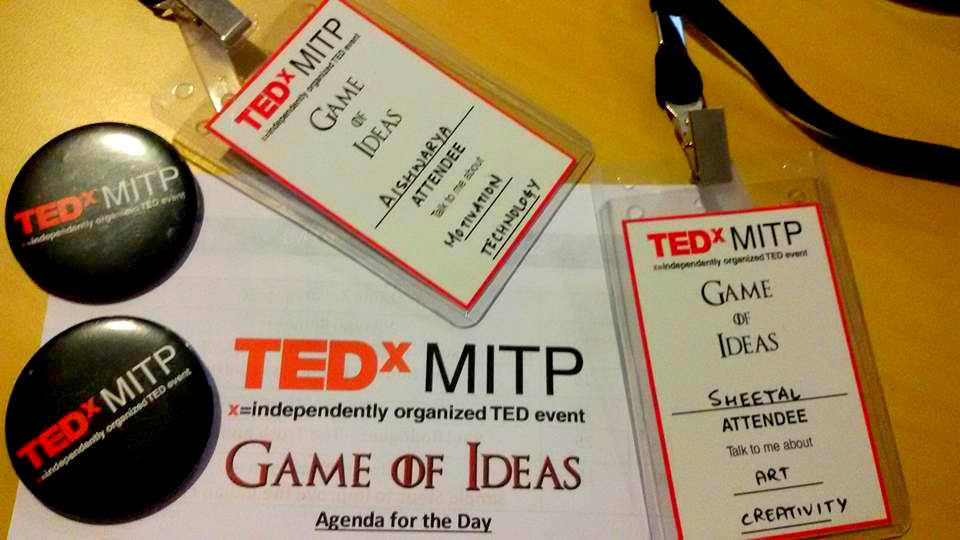 TEDx MITP
x=independently organized TED event
GAME
OF
IDEAS
AISHWARYA
ATTENDEE
Talk to me about
MOTIVATION
TECHNOLOGY
TEDx MITP
x=independently organized TED event
TEDx MITP
x=independently organized TED event
GAME
OF
IDEAS
SHEETAL
ATTENDEE
Talk to me about
ART
CREATIVITY
TEDx MITP
x=independently organized TED event
TEDx MITP
x=independently organized TED event
GAME OF IDEAS
Agenda for the Day